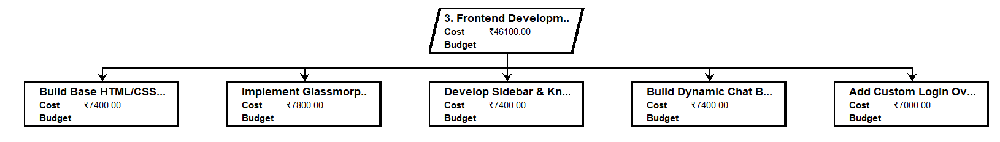 3. Frontend Developm..
Cost ₹46100.00
Budget
Build Base HTML/CSS...
Cost ₹7400.00
Budget
Implement Glassmorp..
Cost ₹7800.00
Budget
Develop Sidebar & Kn...
Cost ₹7400.00
Budget
Build Dynamic Chat B...
Cost ₹7400.00
Budget
Add Custom Login Ov...
Cost ₹7000.00
Budget